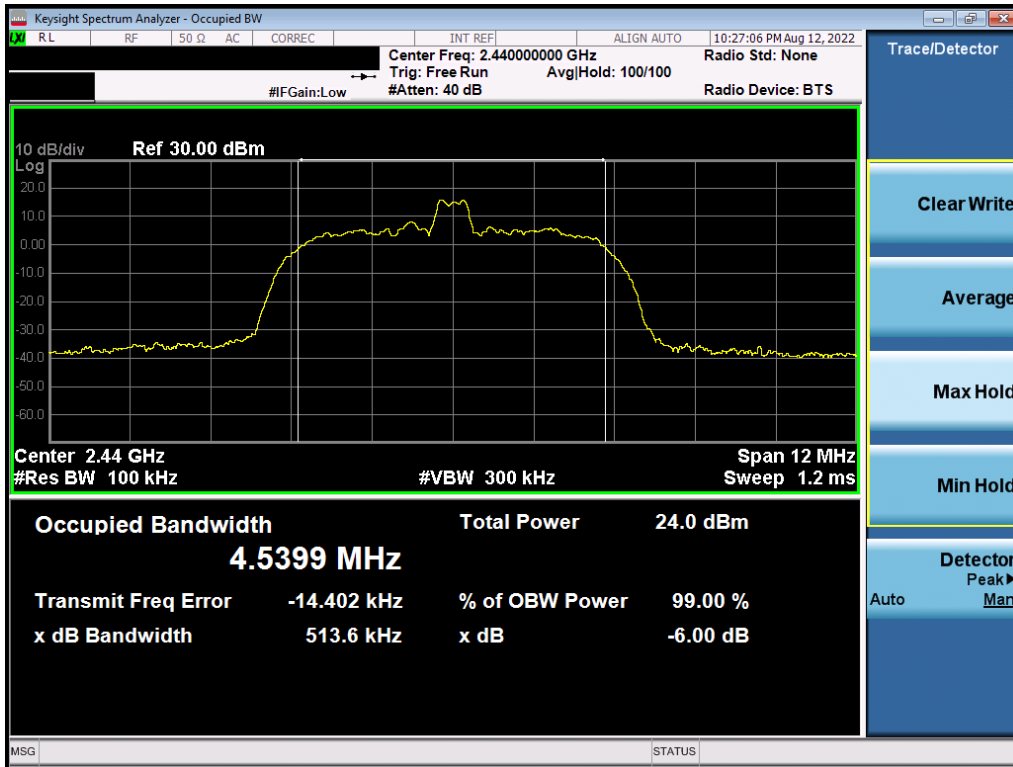 Keysight Spectrum Analyzer - Occupied BW
LXI RL RF 50 Ω AC CORREC INT REF ALIGN AUTO 10:27:06 PM Aug 12, 2022
Center Freq: 2.440000000 GHz Radio Std: None
Trig: Free Run Avg|Hold: 100/100
#IFGain:Low #Atten: 40 dB Radio Device: BTS
10 dB/div Ref 30.00 dBm
Log
20.0
10.0
0.00
-10.0
-20.0
-30.0
-40.0
-50.0
-60.0
Center 2.44 GHz Span 12 MHz
#Res BW 100 kHz #VBW 300 kHz Sweep 1.2 ms
Occupied Bandwidth Total Power 24.0 dBm
4.5399 MHz
Transmit Freq Error -14.402 kHz % of OBW Power 99.00 %
x dB Bandwidth 513.6 kHz x dB -6.00 dB
MSG STATUS
Trace/Detector
Clear Write
Average
Max Hold
Min Hold
Detector
Peak▶
Auto Man